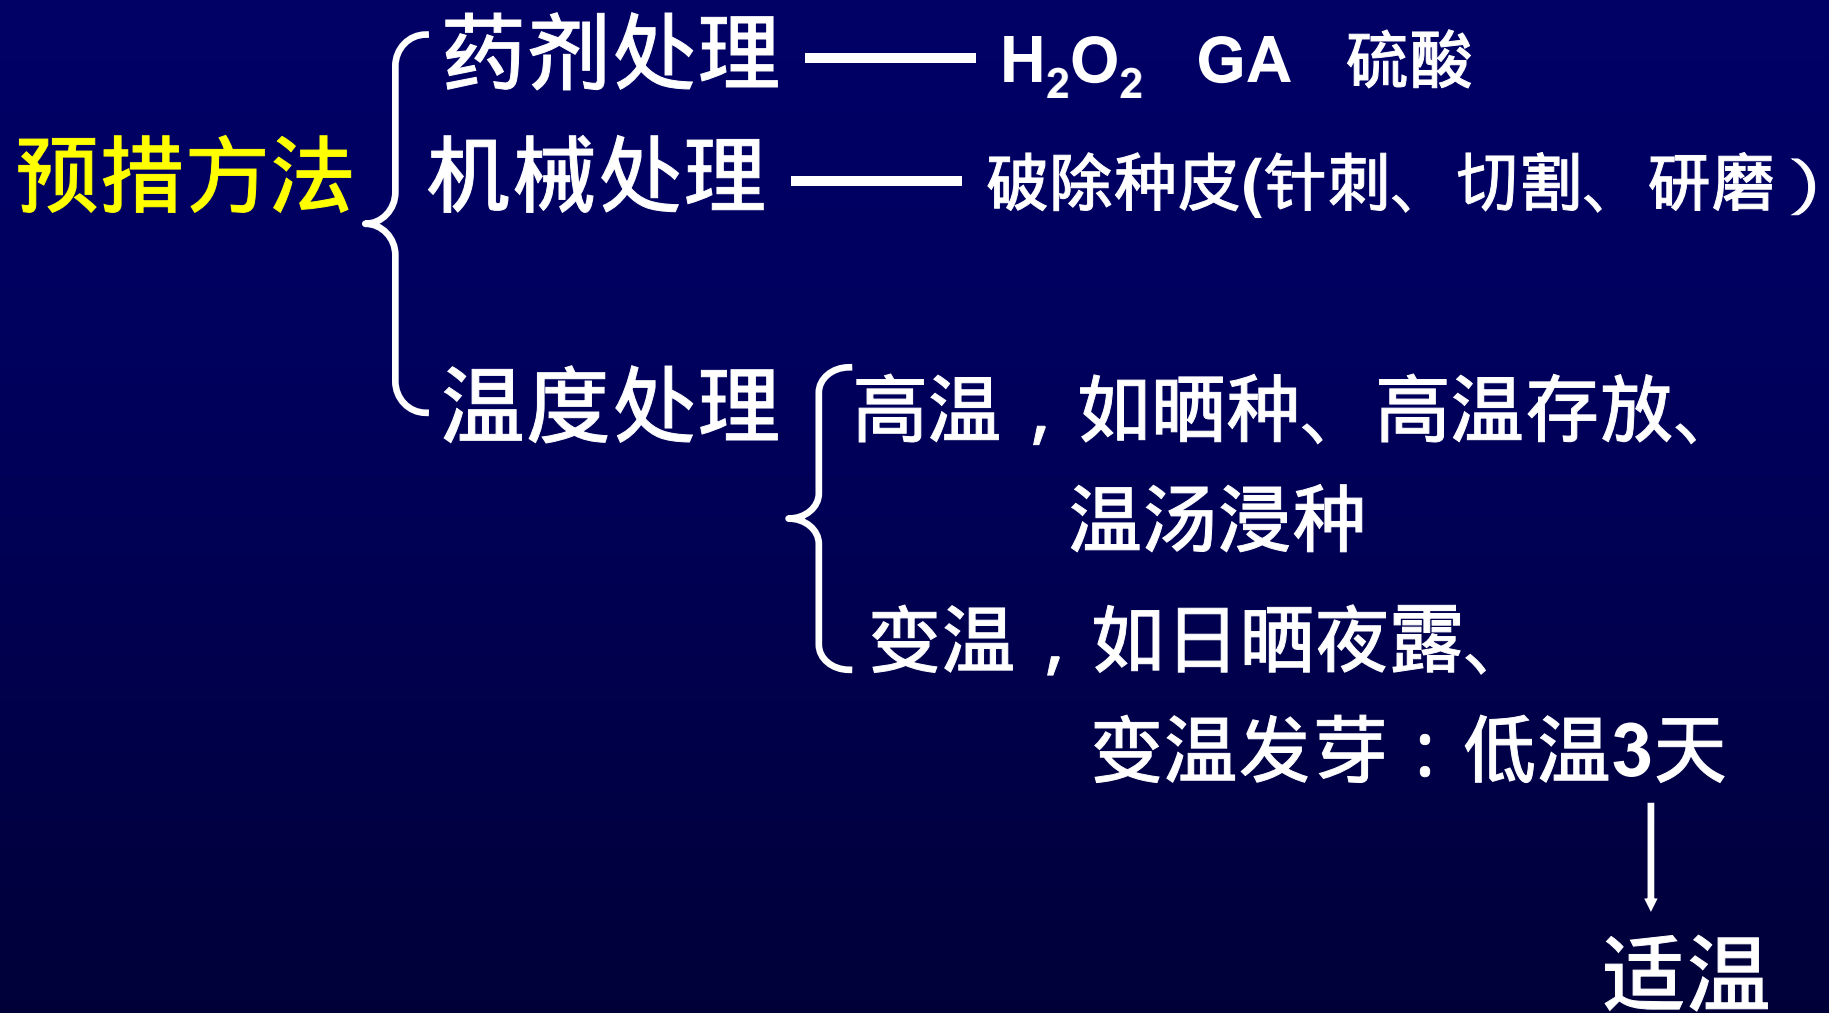 药剂处理 H₂O₂ GA 硫酸
预措方法
机械处理 破除种皮(针刺、切割、研磨）
温度处理
高温，如晒种、高温存放、
温汤浸种
变温，如日晒夜露、
变温发芽：低温3天
适温